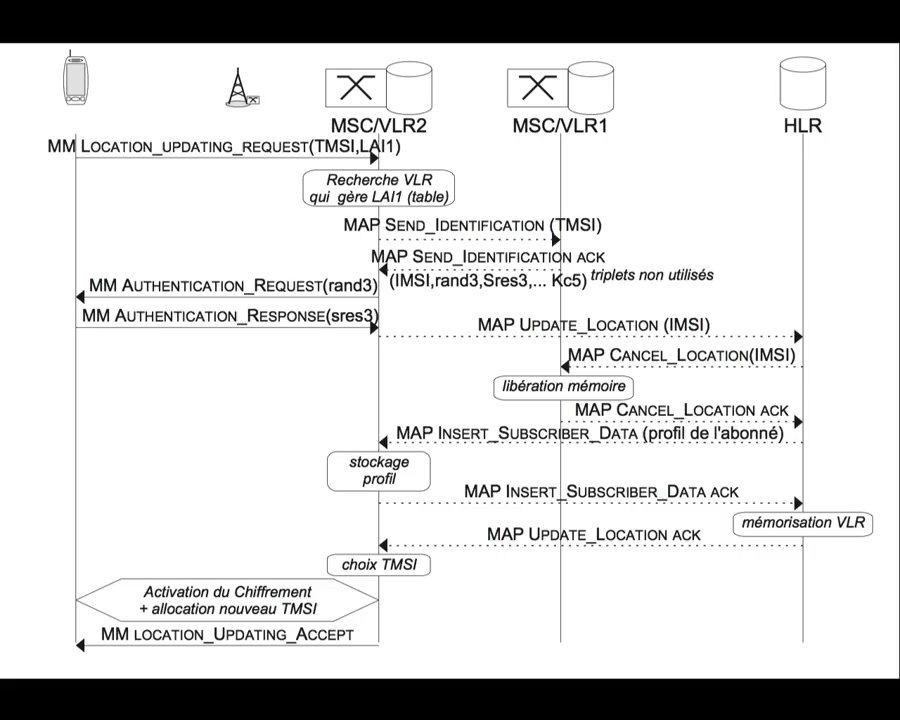 MSC/VLR2
MSC/VLR1
HLR
MM LOCATION_UPDATING_REQUEST(TMSI,LAI1)
Recherche VLR
qui gère LAI1 (table)
MAP SEND_IDENTIFICATION (TMSI)
MAP SEND_IDENTIFICATION ACK
(IMSI,rand3,Sres3,... Kc5)
triplets non utilisés
MM AUTHENTICATION_REQUEST(rand3)
MM AUTHENTICATION_RESPONSE(sres3)
MAP UPDATE_LOCATION (IMSI)
MAP CANCEL_LOCATION(IMSI)
libération mémoire
MAP CANCEL_LOCATION ACK
MAP INSERT_SUBSCRIBER_DATA (profil de l'abonné)
stockage
profil
MAP INSERT_SUBSCRIBER_DATA ACK
mémorisation VLR
MAP UPDATE_LOCATION ACK
choix TMSI
Activation du Chiffrement
+ allocation nouveau TMSI
MM LOCATION_UPDATING_ACCEPT